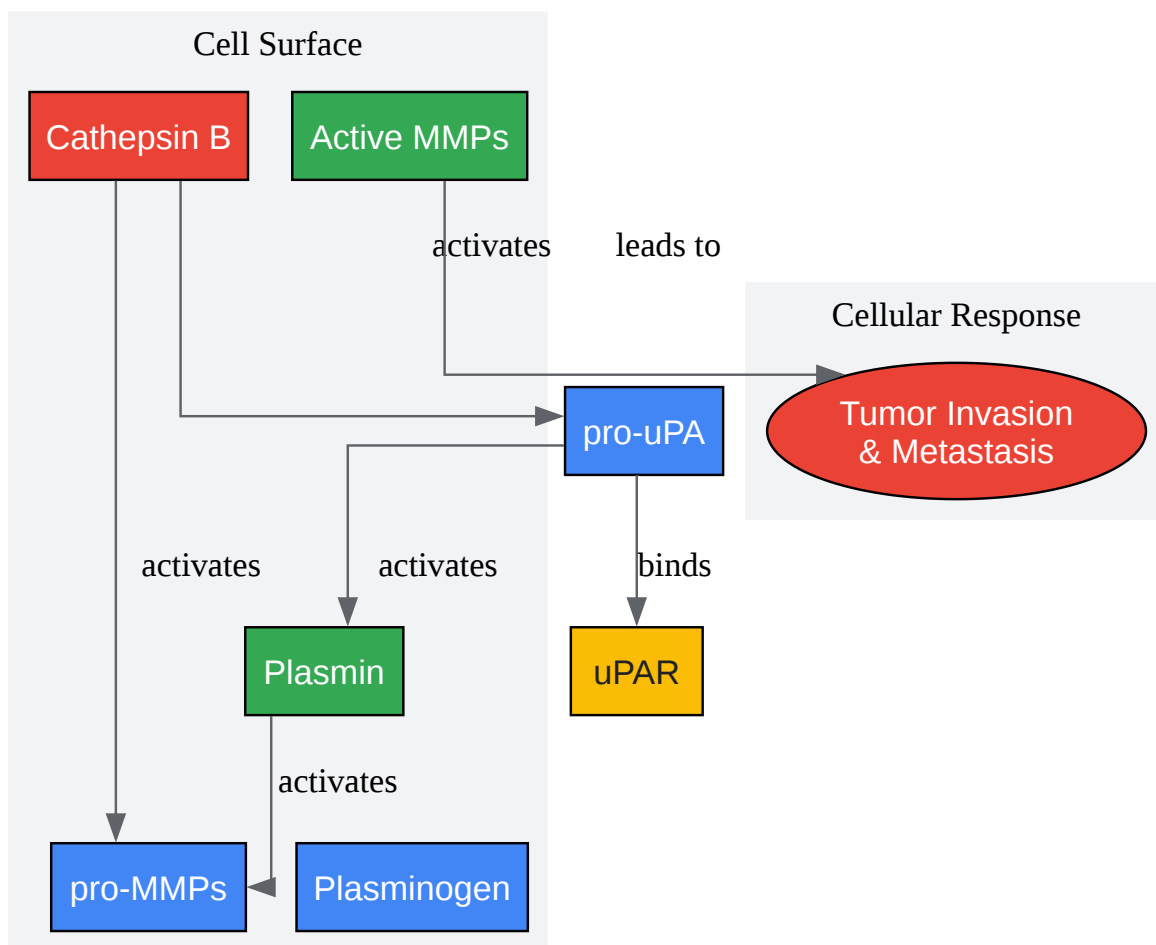 Cell Surface
Cathepsin B
Active MMPs
activates
leads to
Cellular Response
Tumor Invasion
& Metastasis
pro-uPA
activates
activates
binds
Plasmin
uPAR
activates
pro-MMPs
Plasminogen